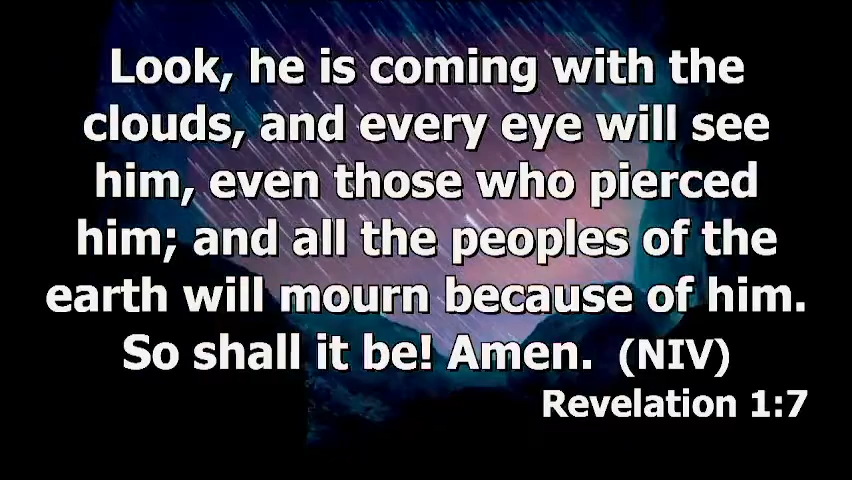 Look, he is coming with the
clouds, and every eye will see
him, even those who pierced
him; and all the peoples of the
earth will mourn because of him.
So shall it be! Amen. (NIV)
Revelation 1:7